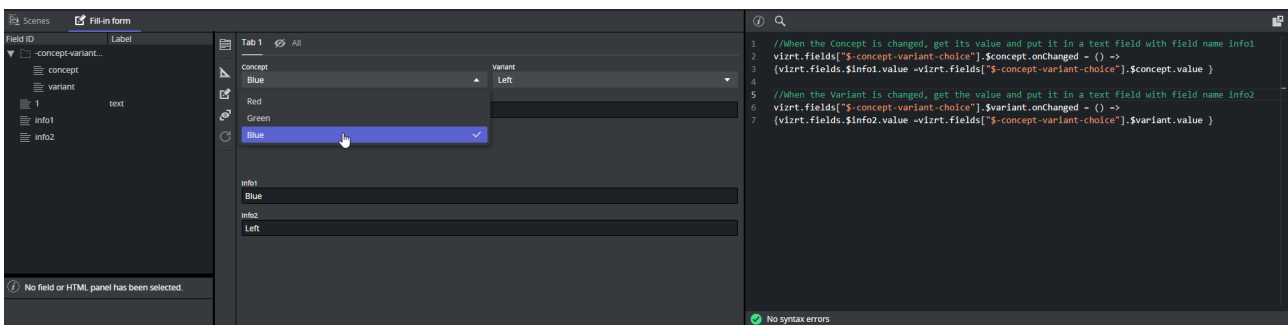 Scenes
Fill-in form
Field ID
Label
-concept-variant...
concept
variant
1
text
info1
info2
No field or HTML panel has been selected.
Tab 1
All
Concept
Blue
Variant
Left
Red
Green
Blue
Info1
Blue
Info2
Left
1 //When the Concept is changed, get its value and put it in a text field with field name info1
2 vizrt.fields["$-concept-variant-choice"].$concept.onChanged = () =>
3 {vizrt.fields.$info1.value =vizrt.fields["$-concept-variant-choice"].$concept.value }
4
5 //When the Variant is changed, get the value and put it in a text field with field name info2
6 vizrt.fields["$-concept-variant-choice"].$variant.onChanged = () =>
7 {vizrt.fields.$info2.value =vizrt.fields["$-concept-variant-choice"].$variant.value }
No syntax errors